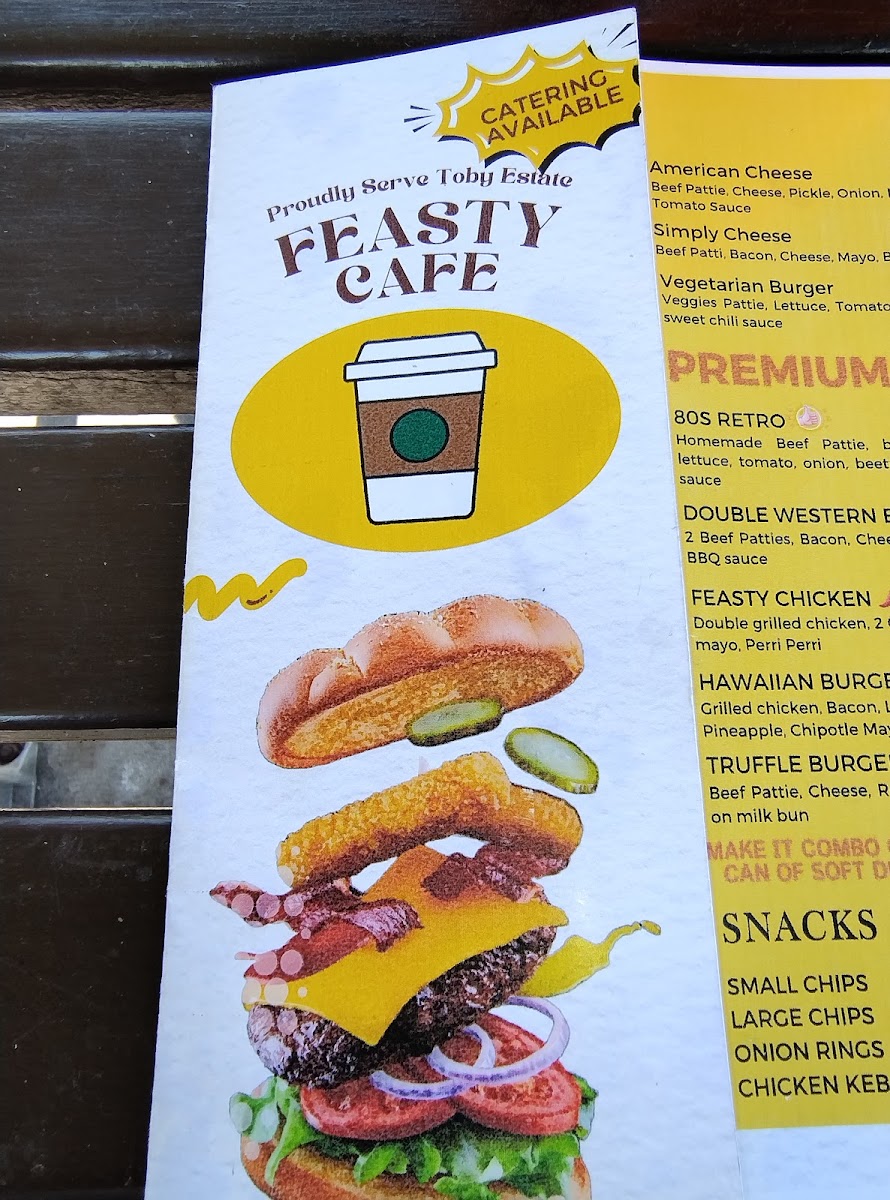 CATERING
AVAILABLE
Proudly Serve Toby Estate
FEASTY
CAFE
American Cheese
Beef Pattie, Cheese, Pickle, Onion,
Tomato Sauce
Simply Cheese
Beef Patti, Bacon, Cheese, Mayo, B
Vegetarian Burger
Veggies Pattie, Lettuce, Tomato
sweet chili sauce
PREMIUM
80S RETRO
Homemade Beef Pattie, b
lettuce, tomato, onion, beet
sauce
DOUBLE WESTERN
2 Beef Patties, Bacon, Chee
BBQ sauce
FEASTY CHICKEN
Double grilled chicken, 2
mayo, Perri Perri
HAWAIIAN BURGE
Grilled chicken, Bacon, L
Pineapple, Chipotle May
TRUFFLE BURGE
Beef Pattie, Cheese, R
on milk bun
MAKE IT COMBO
CAN OF SOFT D
SNACKS
SMALL CHIPS
LARGE CHIPS
ONION RINGS
CHICKEN KEB